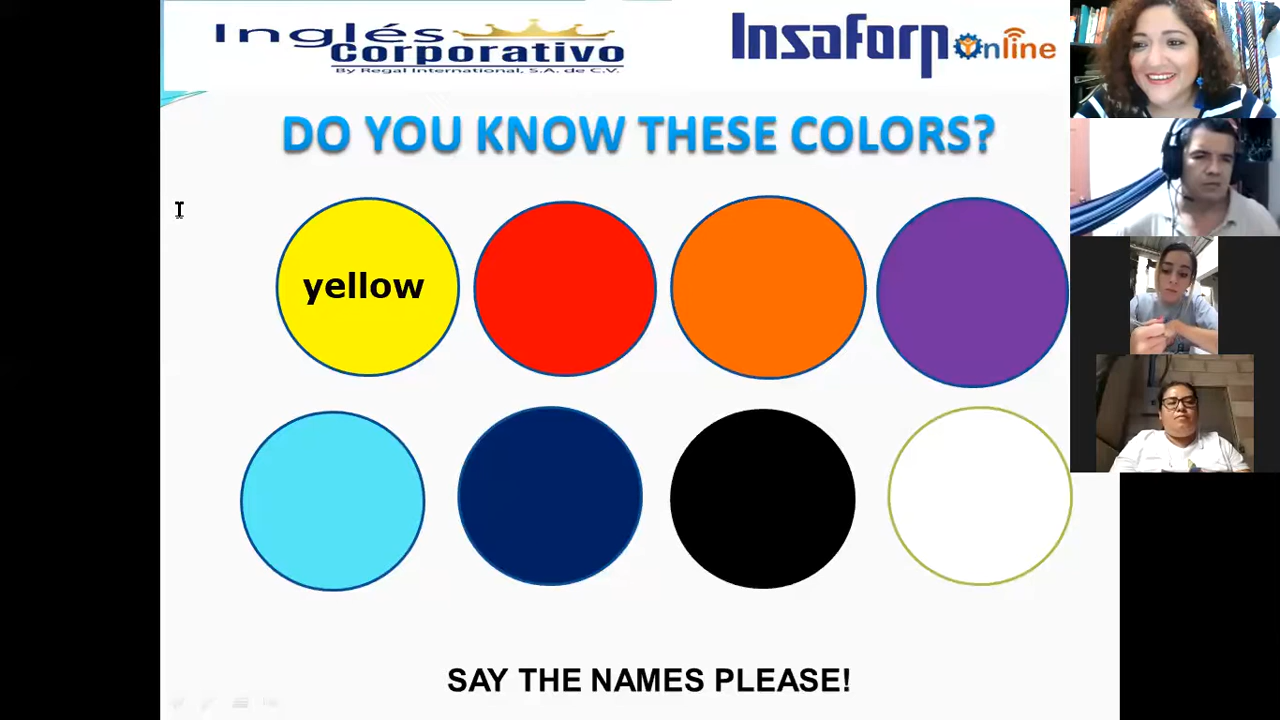 Inglés
Corporativo
By Regal International, S.A. de C.V.
Insaforp Online
DO YOU KNOW THESE COLORS?
yellow
SAY THE NAMES PLEASE!